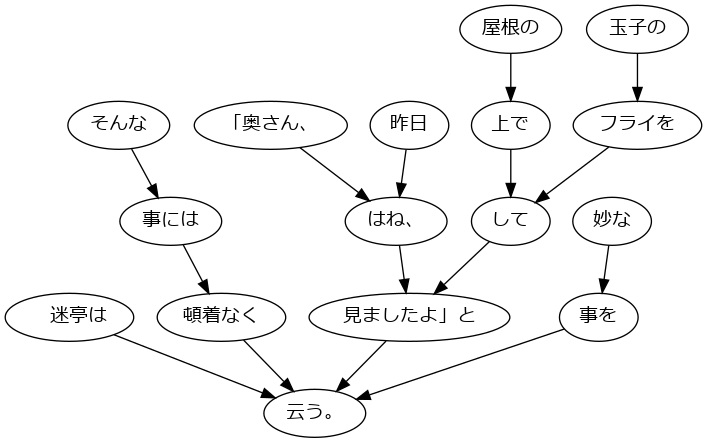 屋根の 玉子の
そんな 「奥さん、 昨日 上で フライを
事には はね、 して 妙な
迷亭は 頓着なく 見ましたよ」と 事を
云う。